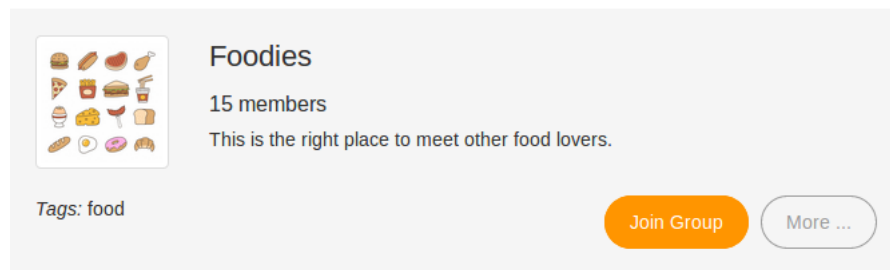 Foodies
15 members
This is the right place to meet other food lovers.
Tags: food
Join Group
More ...